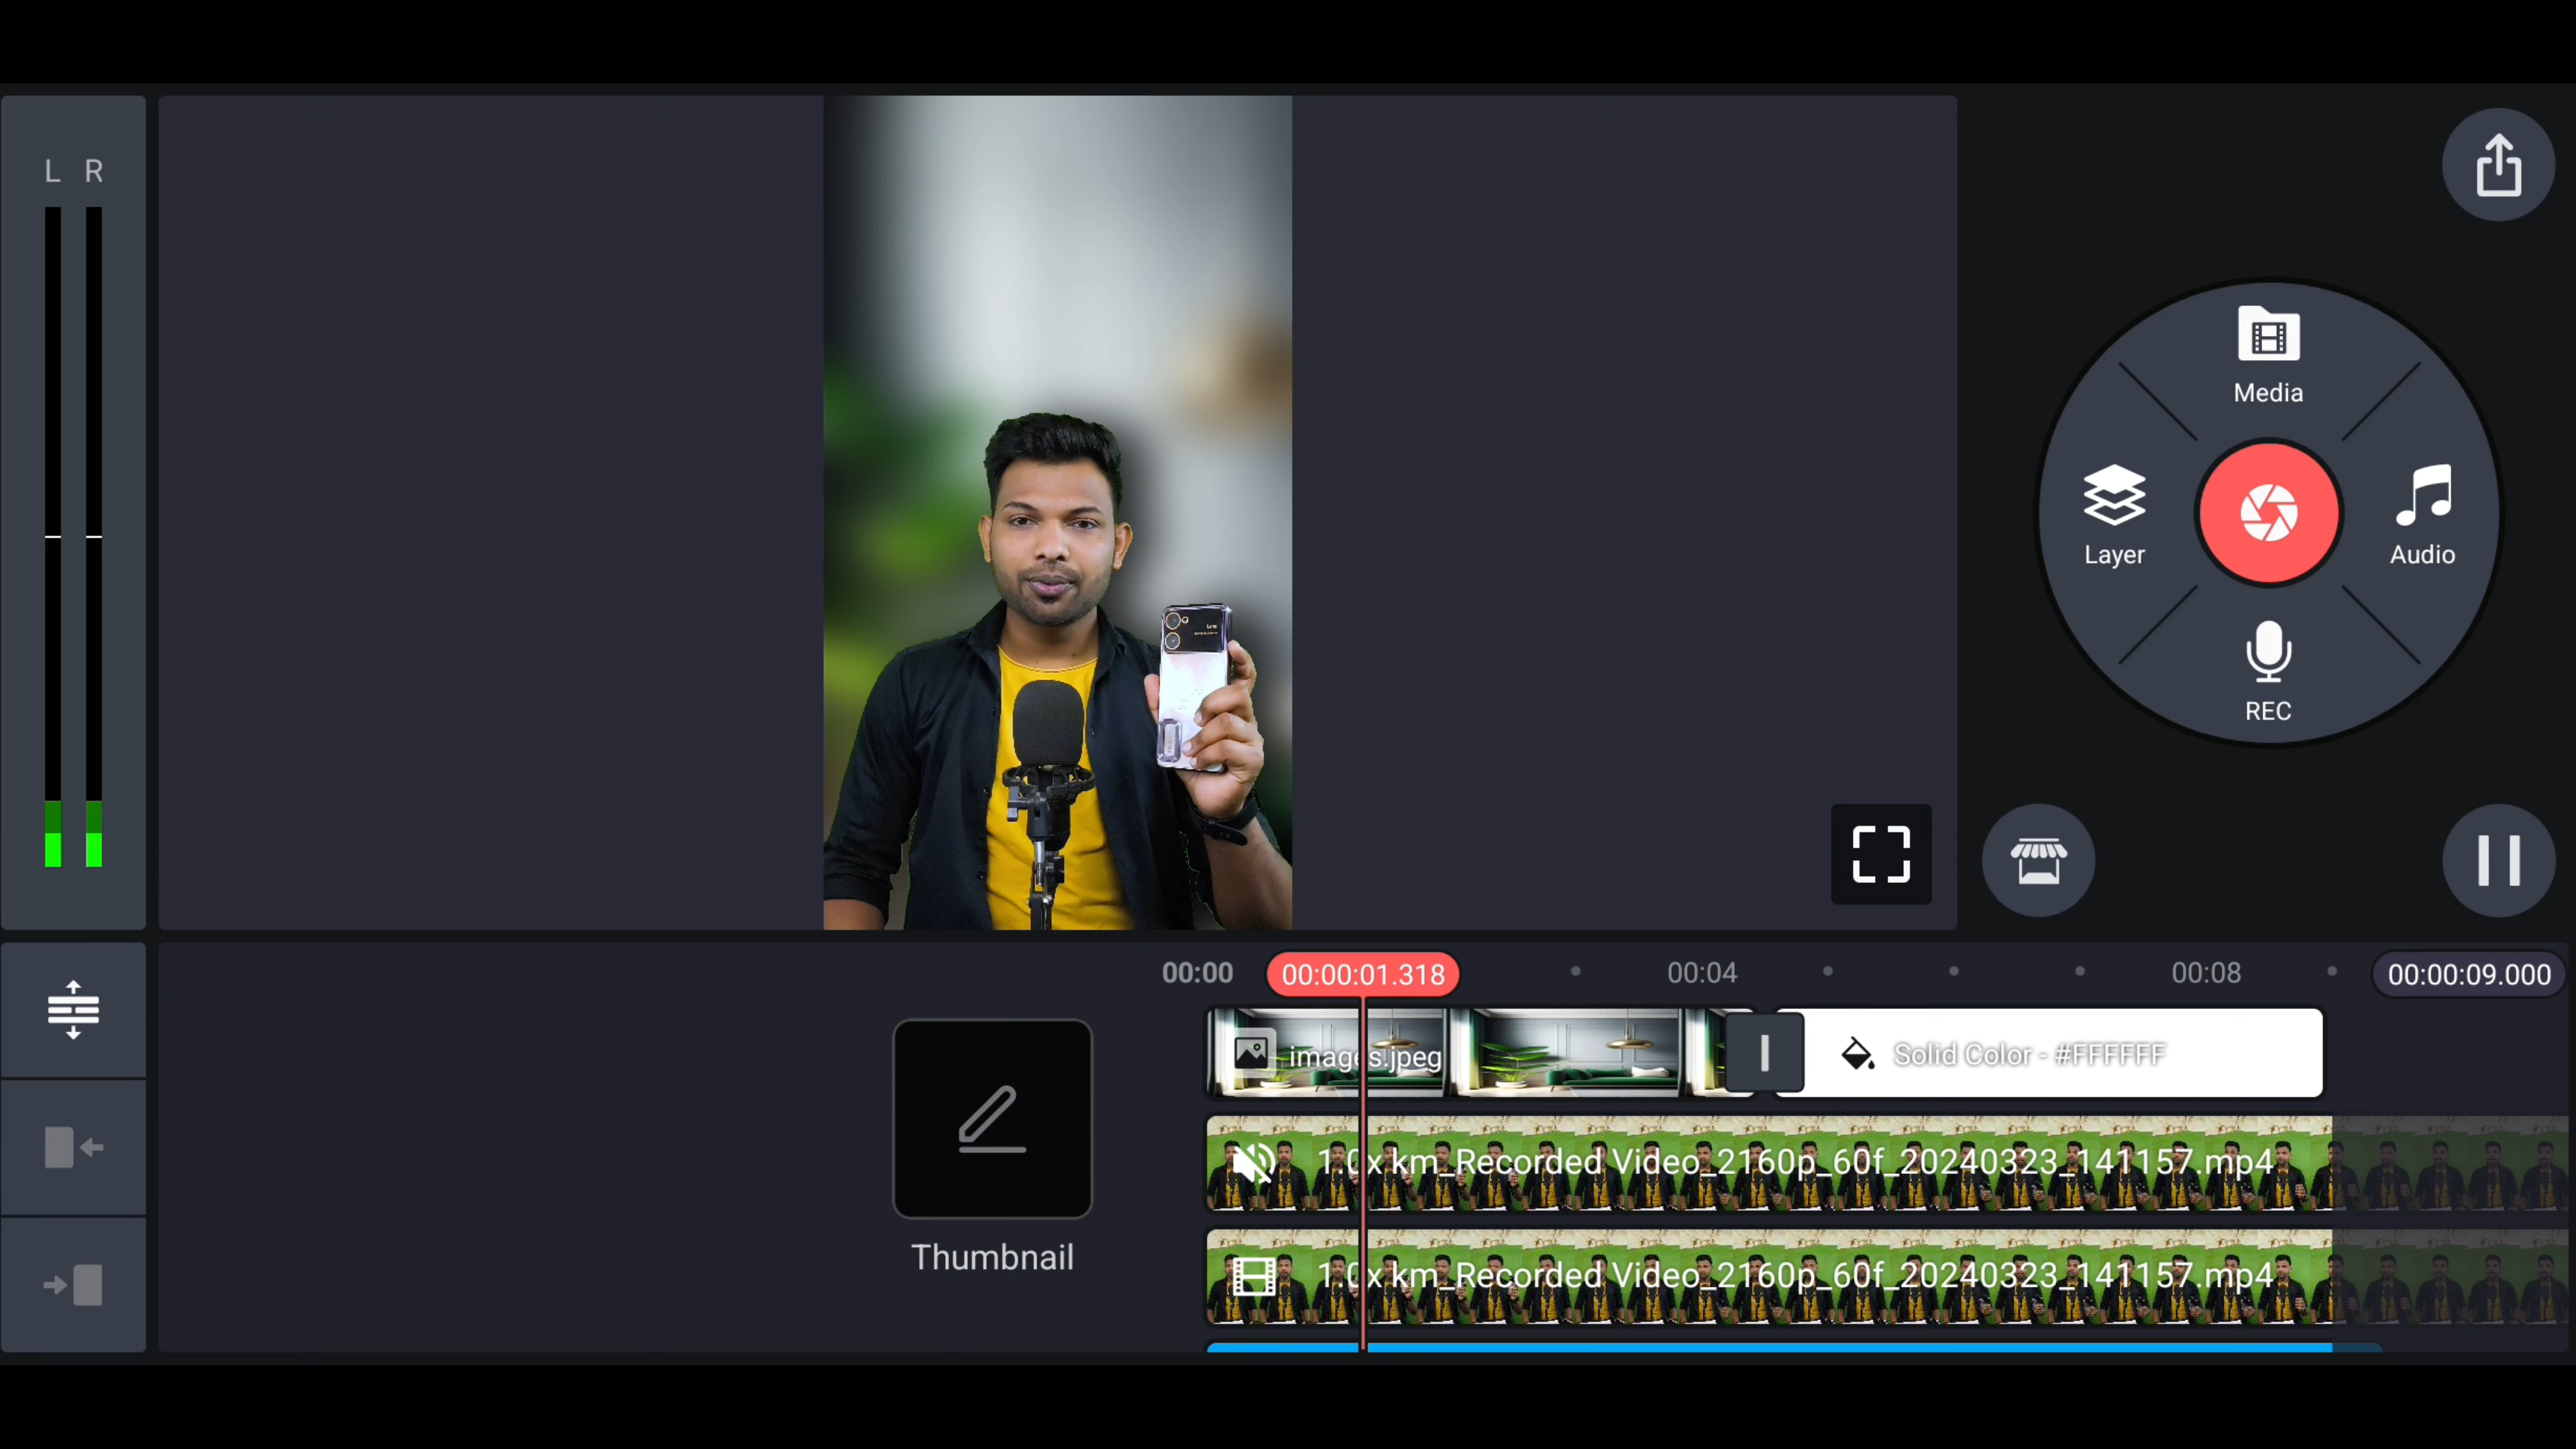 L R
Media
Layer
Audio
REC
00:00
00:00:01.318
00:04
00:08
00:00:09.000
images.jpeg
Solid Color - #FFFFFF
1.0x km_Recorded Video_2160p_60f_20240323_141157.mp4
1.0x km_Recorded Video_2160p_60f_20240323_141157.mp4
Thumbnail